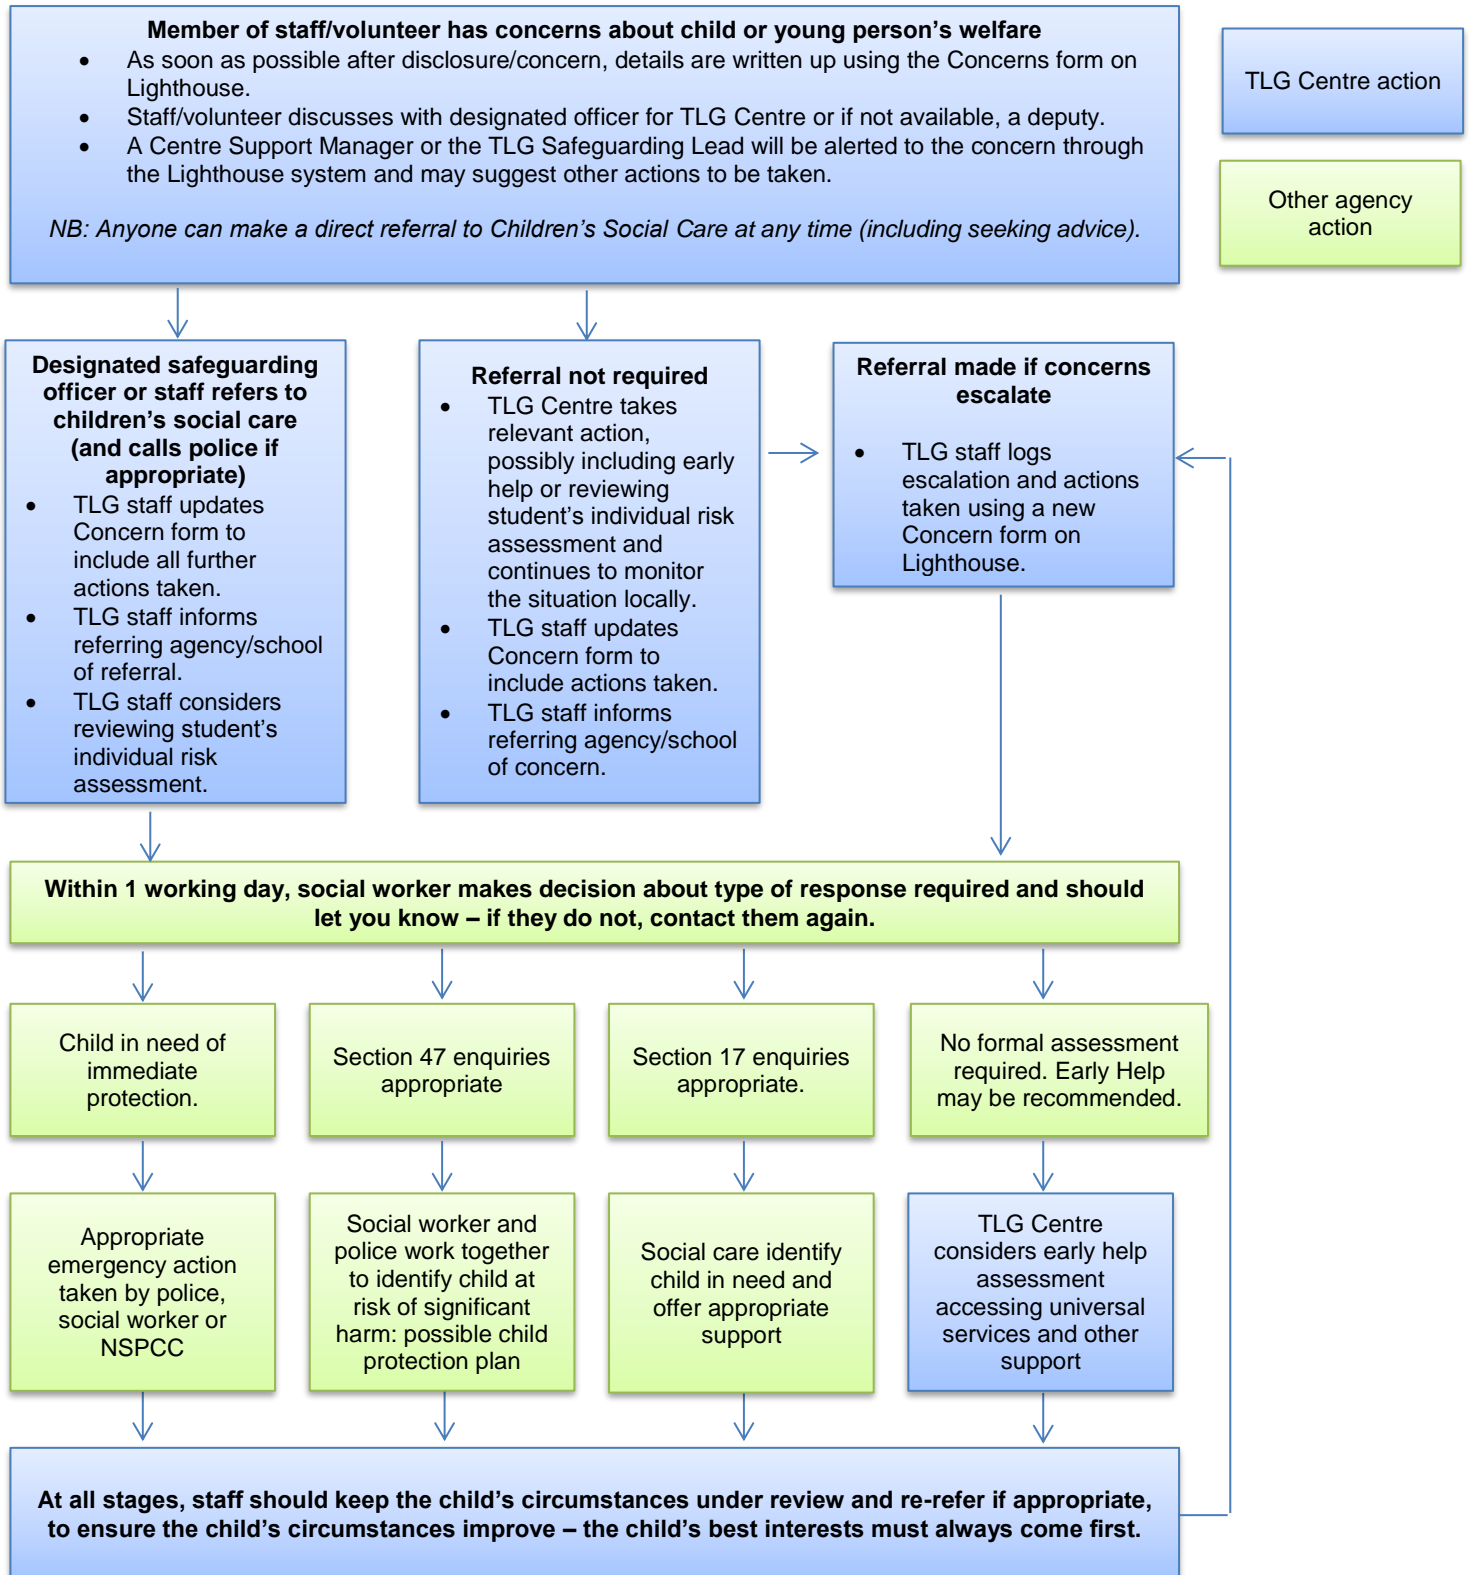 Member of staff/volunteer has concerns about child or young person’s welfare
• As soon as possible after disclosure/concern, details are written up using the Concerns form on
Lighthouse.
• Staff/volunteer discusses with designated officer for TLG Centre or if not available, a deputy.
• A Centre Support Manager or the TLG Safeguarding Lead will be alerted to the concern through
the Lighthouse system and may suggest other actions to be taken.
NB: Anyone can make a direct referral to Children’s Social Care at any time (including seeking advice).
TLG Centre action
Other agency
action
Designated safeguarding
officer or staff refers to
children’s social care
(and calls police if
appropriate)
• TLG staff updates
Concern form to
include all further
actions taken.
• TLG staff informs
referring agency/school
of referral.
• TLG staff considers
reviewing student’s
individual risk
assessment.
Referral not required
• TLG Centre takes
relevant action,
possibly including early
help or reviewing
student’s individual risk
assessment and
continues to monitor
the situation locally.
• TLG staff updates
Concern form to
include actions taken.
• TLG staff informs
referring agency/school
of concern.
Referral made if concerns
escalate
• TLG staff logs
escalation and actions
taken using a new
Concern form on
Lighthouse.
Within 1 working day, social worker makes decision about type of response required and should
let you know – if they do not, contact them again.
Child in need of
immediate
protection.
Section 47 enquiries
appropriate
Section 17 enquiries
appropriate.
No formal assessment
required. Early Help
may be recommended.
Appropriate
emergency action
taken by police,
social worker or
NSPCC
Social worker and
police work together
to identify child at
risk of significant
harm: possible child
protection plan
Social care identify
child in need and
offer appropriate
support
TLG Centre
considers early help
assessment
accessing universal
services and other
support
At all stages, staff should keep the child’s circumstances under review and re-refer if appropriate,
to ensure the child’s circumstances improve – the child’s best interests must always come first.